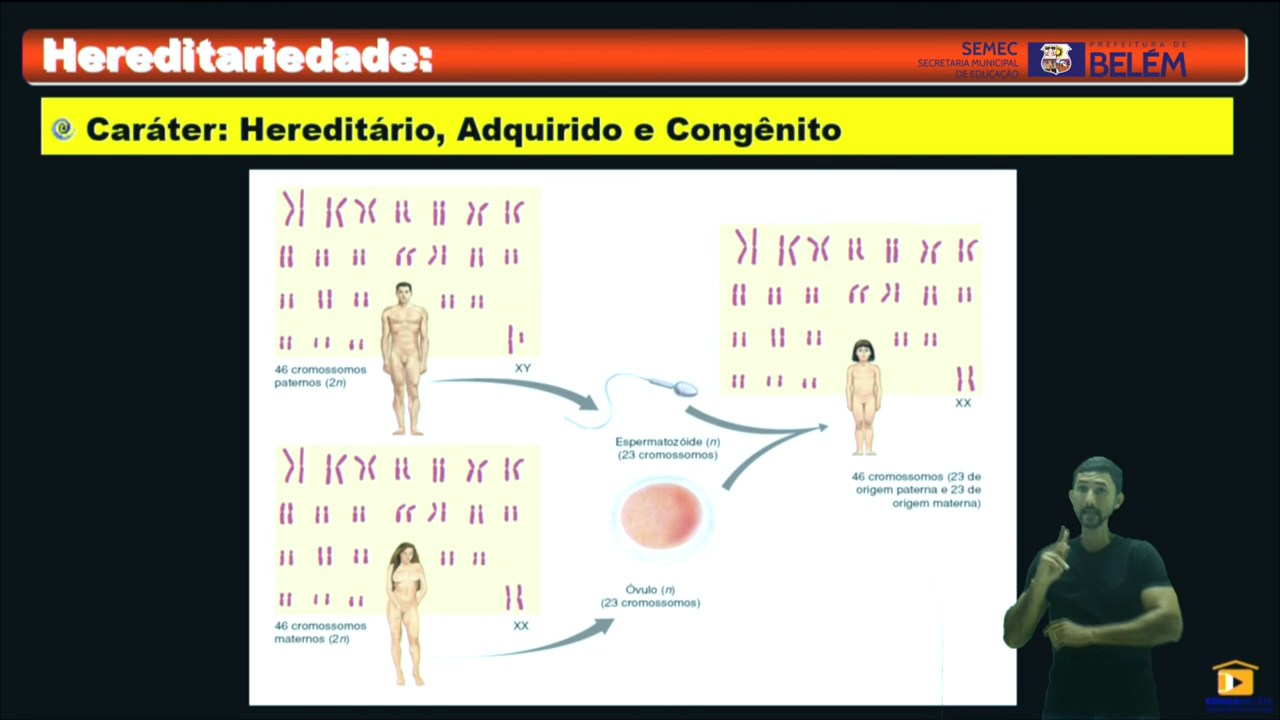 Hereditariedade:
SEMEC
SECRETARIA MUNICIPAL
DE EDUCAÇÃO
PREFEITURA DE
BELÉM
Caráter: Hereditário, Adquirido e Congênito
46 cromossomos
paternos (2n)
XY
Espermatozóide (n)
(23 cromossomos)
XX
46 cromossomos (23 de
origem paterna e 23 de
origem materna)
Óvulo (n)
(23 cromossomos)
46 cromossomos
maternos (2n)
XX